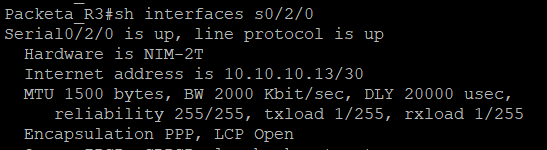 Packeta_R3#sh interfaces s0/2/0
Serial0/2/0 is up, line protocol is up
Hardware is NIM-2T
Internet address is 10.10.10.13/30
MTU 1500 bytes, BW 2000 Kbit/sec, DLY 20000 usec,
reliability 255/255, txload 1/255, rxload 1/255
Encapsulation PPP, LCP Open